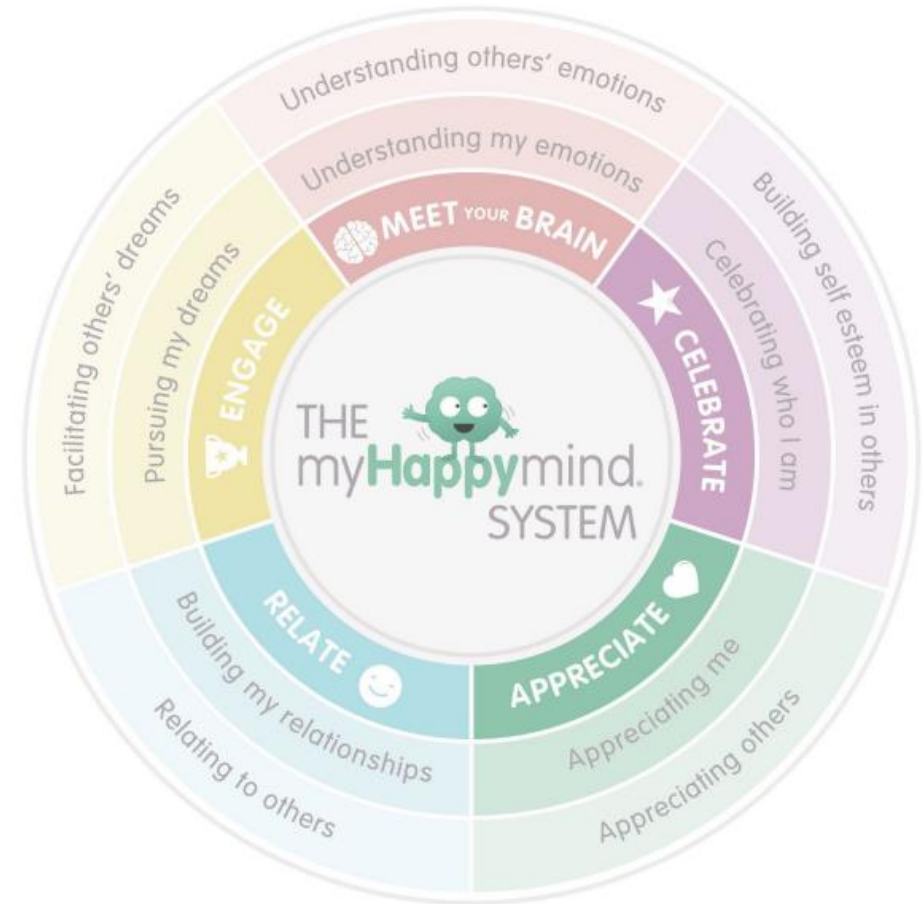 Understanding others' emotions
Understanding my emotions
MEET YOUR BRAIN
Building self esteem in others
Celebrating who I am
CELEBRATE
Appreciating others
Appreciating me
APPRECIATE
Relating to others
Building my relationships
RELATE
Facilitating others' dreams
Pursuing my dreams
ENGAGE
THE
myHappymind.
SYSTEM